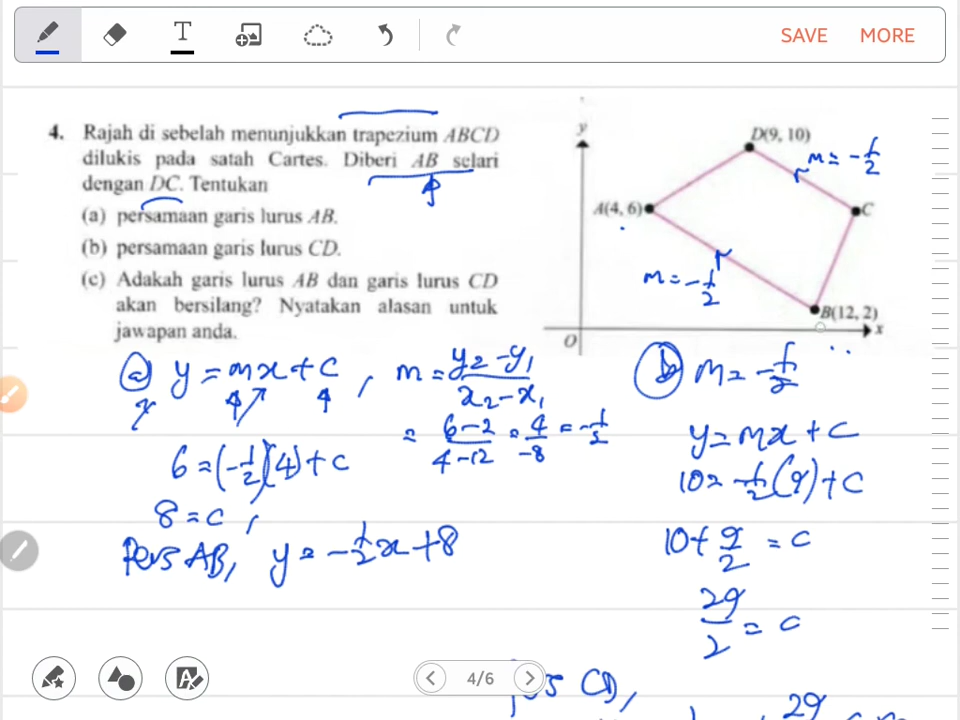 T
SAVE MORE
4. Rajah di sebelah menunjukkan trapezium ABCD
dilukis pada satah Cartes. Diberi AB selari
dengan DC. Tentukan
(a) persamaan garis lurus AB.
(b) persamaan garis lurus CD.
(c) Adakah garis lurus AB dan garis lurus CD
akan bersilang? Nyatakan alasan untuk
jawapan anda.
y
D(9, 10)
m = -1/2
A(4, 6)
C
m = -1/2
B(12, 2)
O
x
(a) y = mx + c , m = y2 - y1 / x2 - x1
= 6-2 / 4-12 = 4/-8 = -1/2
6 = (-1/2)(4) + c
8 = c ,
Pers AB, y = -1/2 x + 8
(b) m = -1/2
y = mx + c
10 = -1/2 (9) + c
10 + 9/2 = c
29/2 = c
4/6
CD,
29